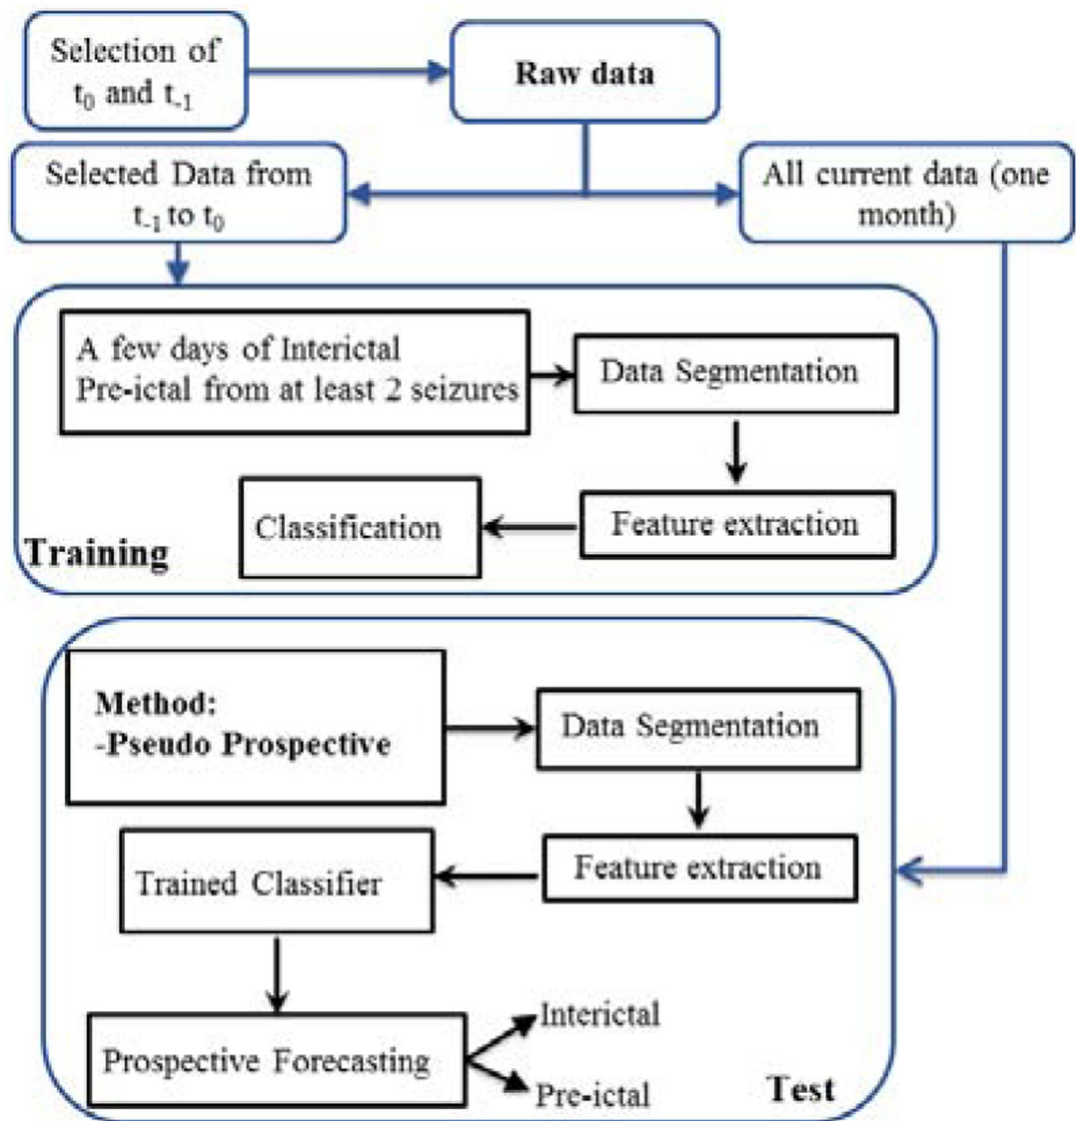 Selection of
t₀ and t₋₁
Raw data
Selected Data from
t₋₁ to t₀
All current data (one
month)
A few days of Interictal
Pre-ictal from at least 2 seizures
Data Segmentation
Feature extraction
Classification
Training
Method:
-Pseudo Prospective
Data Segmentation
Feature extraction
Trained Classifier
Prospective Forecasting
Interictal
Pre-ictal
Test